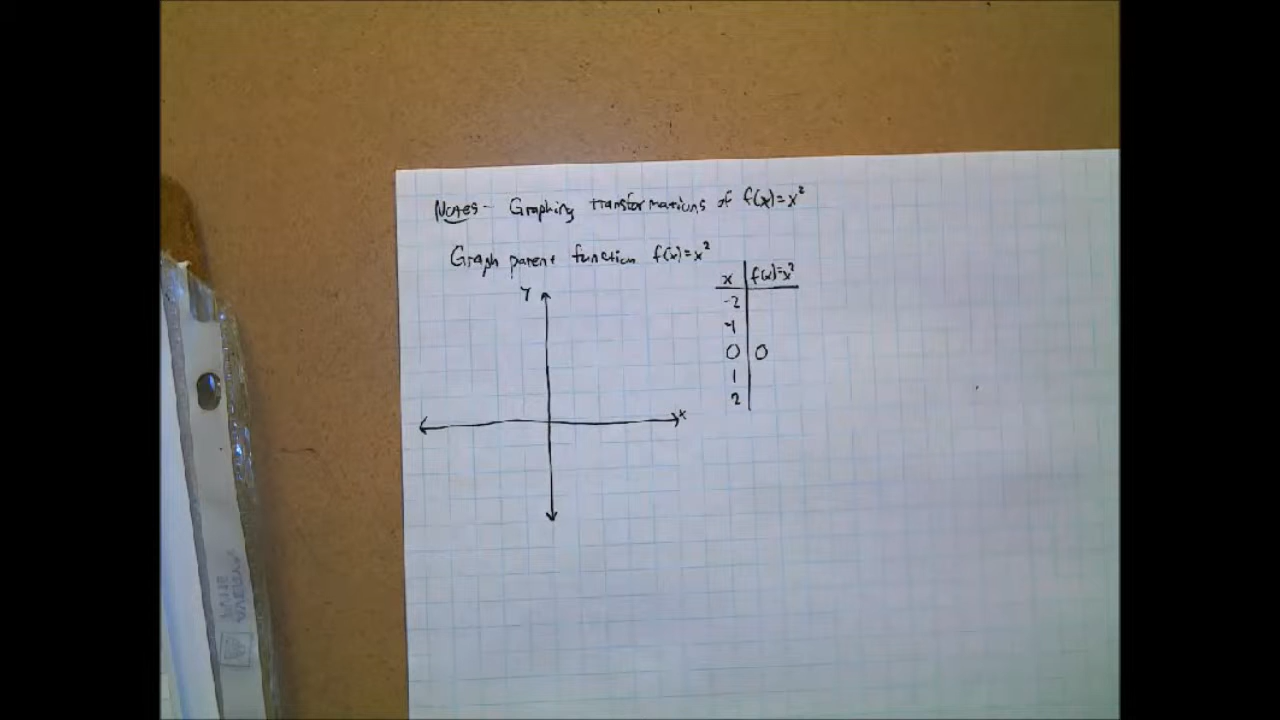 Notes - Graphing transformations of f(x)=x²
Graph parent function f(x)=x²
x f(x)=x²
-2
-1
0 0
1
2
y
x